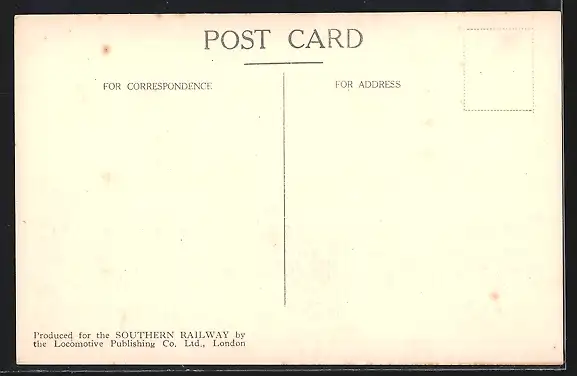 POST CARD
FOR CORRESPONDENCE
FOR ADDRESS
Produced for the SOUTHERN RAILWAY by
the Locomotive Publishing Co. Ltd., London